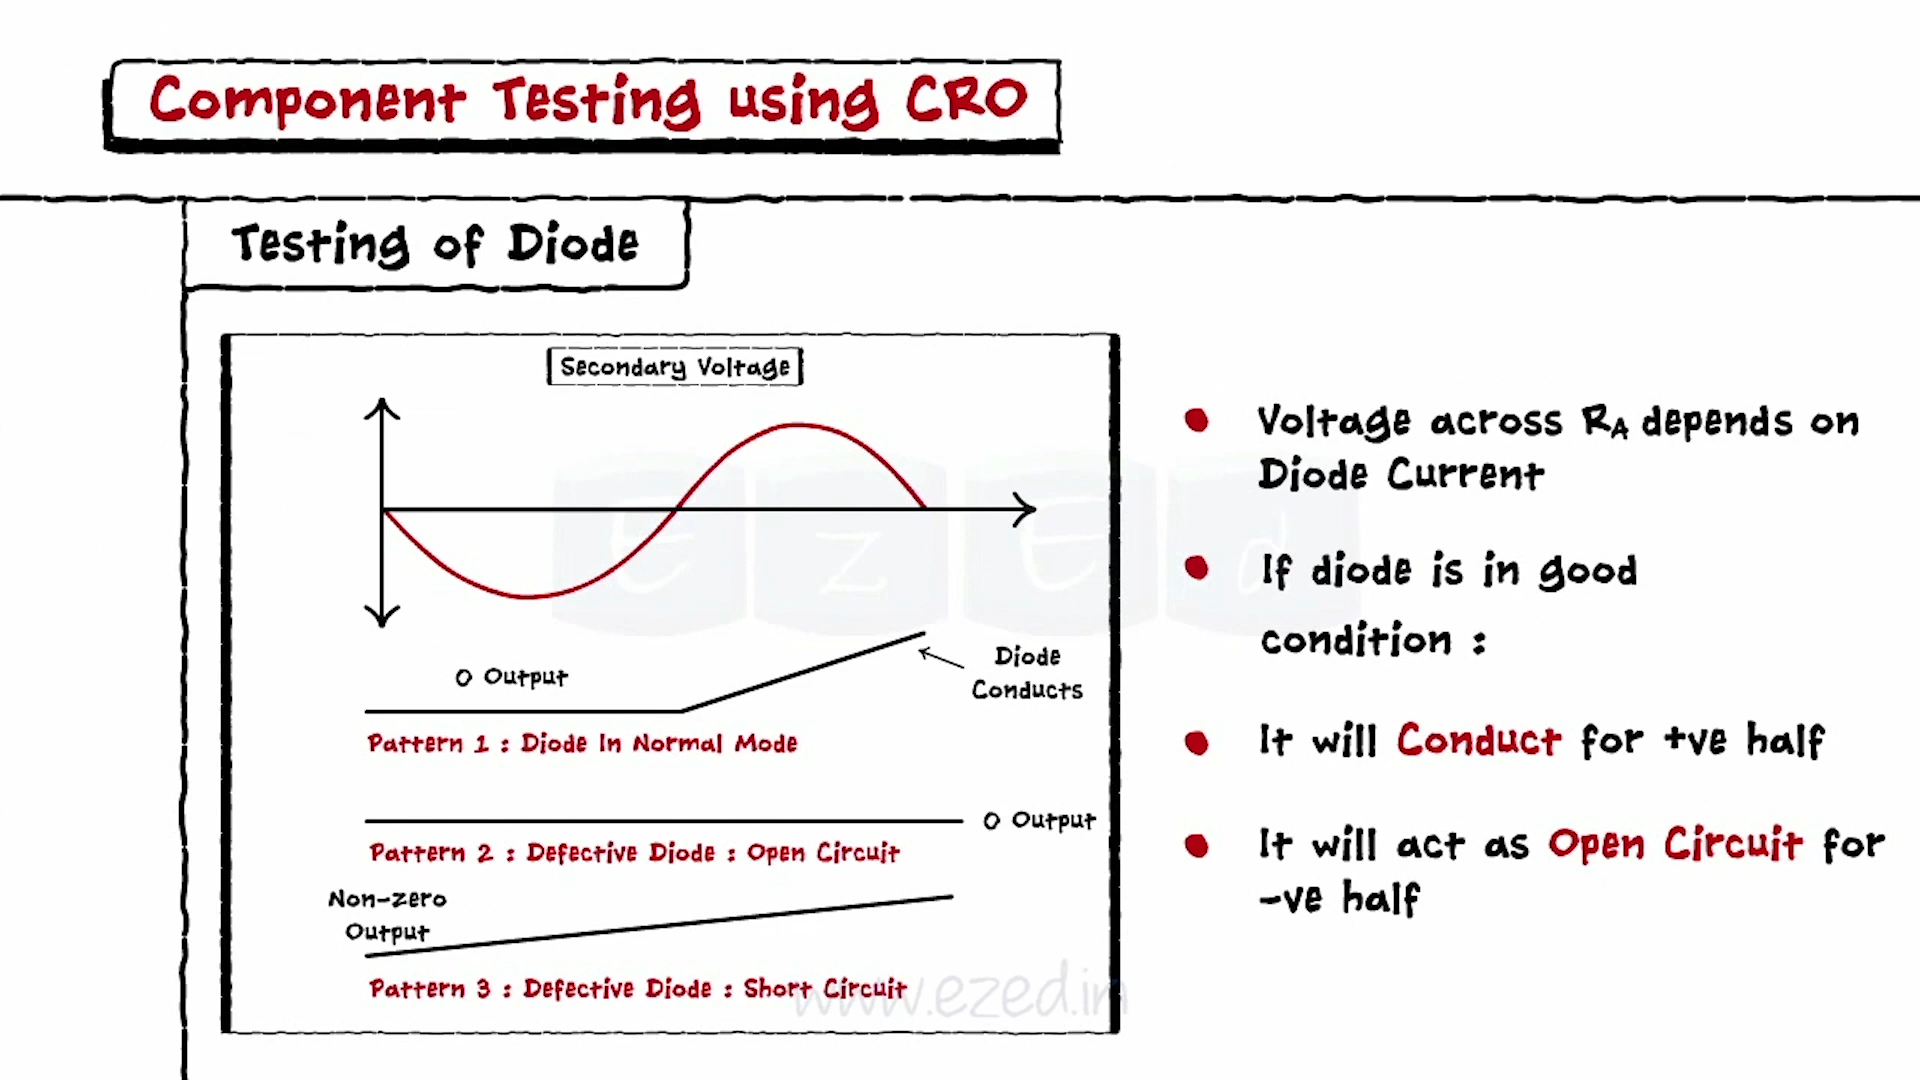 Component Testing using CRO
Testing of Diode
Secondary Voltage
0 Output
Diode
Conducts
Pattern 1 : Diode In Normal Mode
0 Output
Pattern 2 : Defective Diode : Open Circuit
Non-zero
Output
Pattern 3 : Defective Diode : Short Circuit
Voltage across RA depends on
Diode Current
If diode is in good
condition :
It will Conduct for +ve half
It will act as Open Circuit for
-ve half
EzEd
www.ezed.in